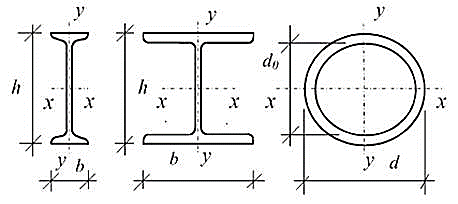 y y y
h h d₀
x x x x x x
y b b y y d